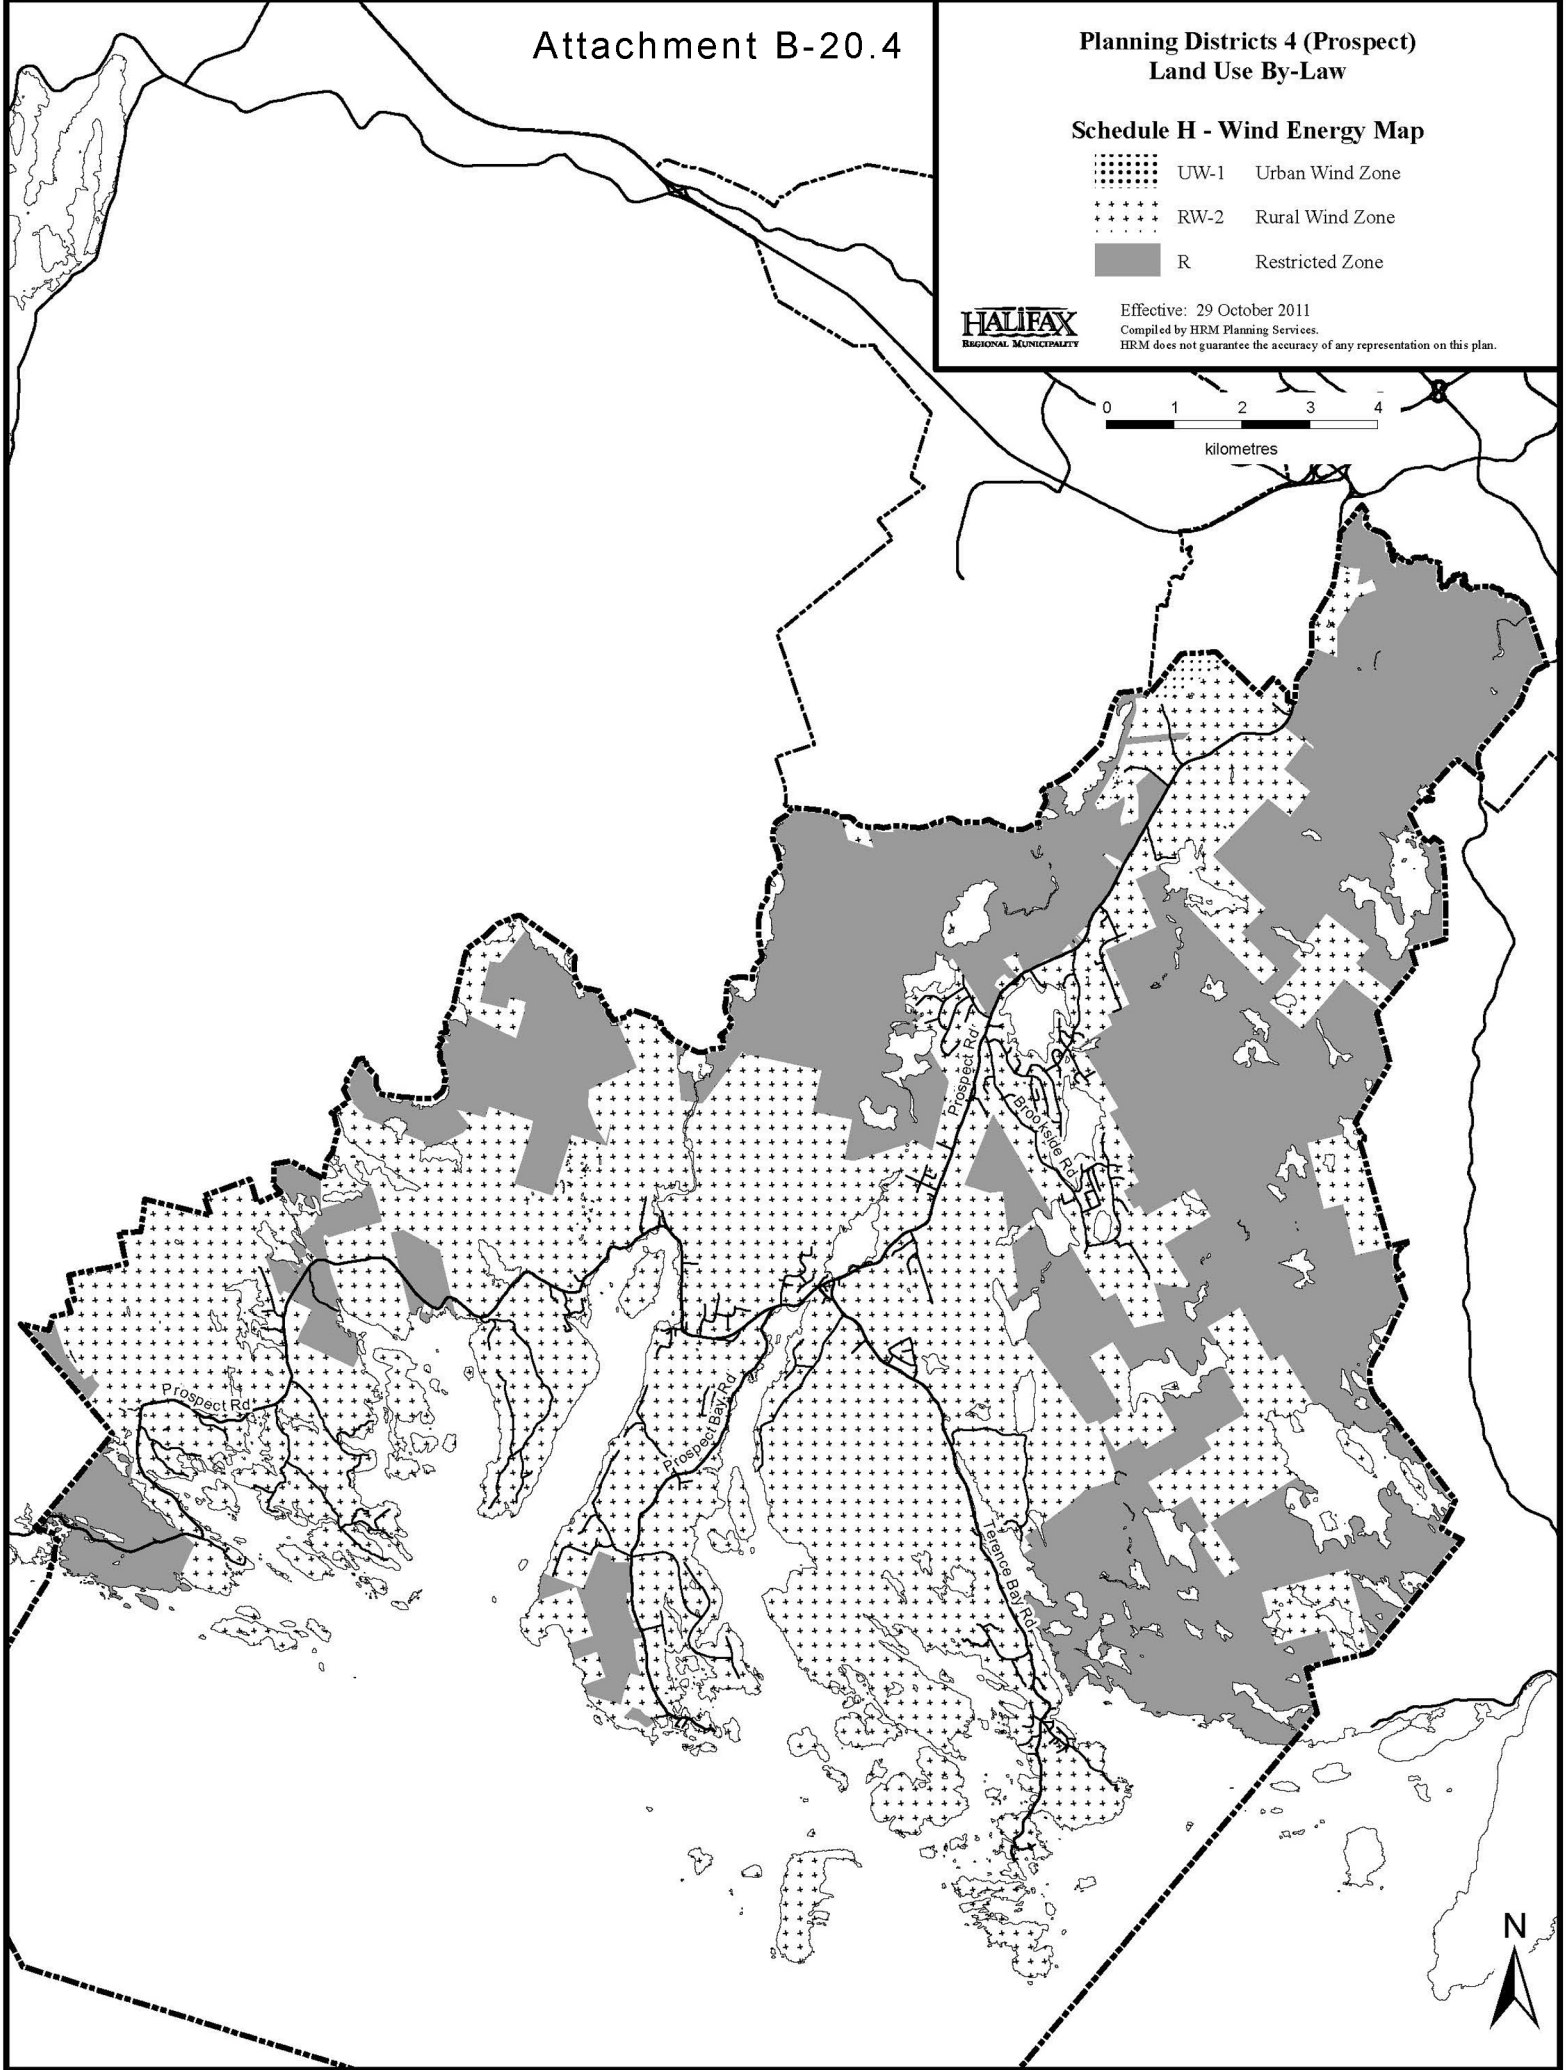 Attachment B-20.4
Planning Districts 4 (Prospect)
Land Use By-Law
Schedule H - Wind Energy Map
UW-1 Urban Wind Zone
RW-2 Rural Wind Zone
R Restricted Zone
HALIFAX
REGIONAL MUNICIPALITY
Effective: 29 October 2011
Compiled by HRM Planning Services.
HRM does not guarantee the accuracy of any representation on this plan.
0 1 2 3 4
kilometres
Prospect Rd
Brookside Rd
Prospect Rd
Prospect Bay Rd
Terence Bay Rd
N